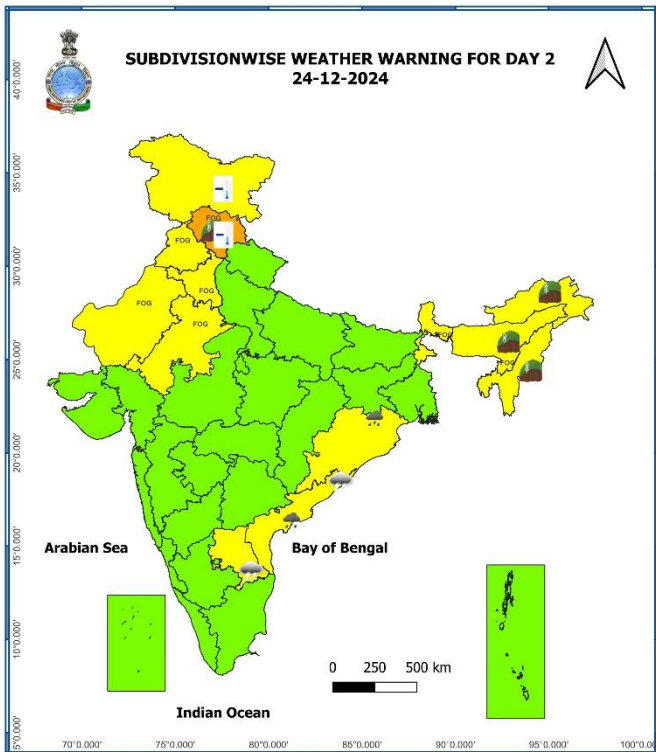 SUBDIVISIONWISE WEATHER WARNING FOR DAY 2
24-12-2024
40°0.000'
35°0.000'
30°0.000'
25°0.000'
20°0.000'
15°0.000'
10°0.000'
5°0.000'
FOG
FOG
FOG
FOG
FOG
FOG
FOG
Arabian Sea
Bay of Bengal
0 250 500 km
Indian Ocean
70°0.000' 75°0.000' 80°0.000' 85°0.000' 90°0.000' 95°0.000' 100°0.00